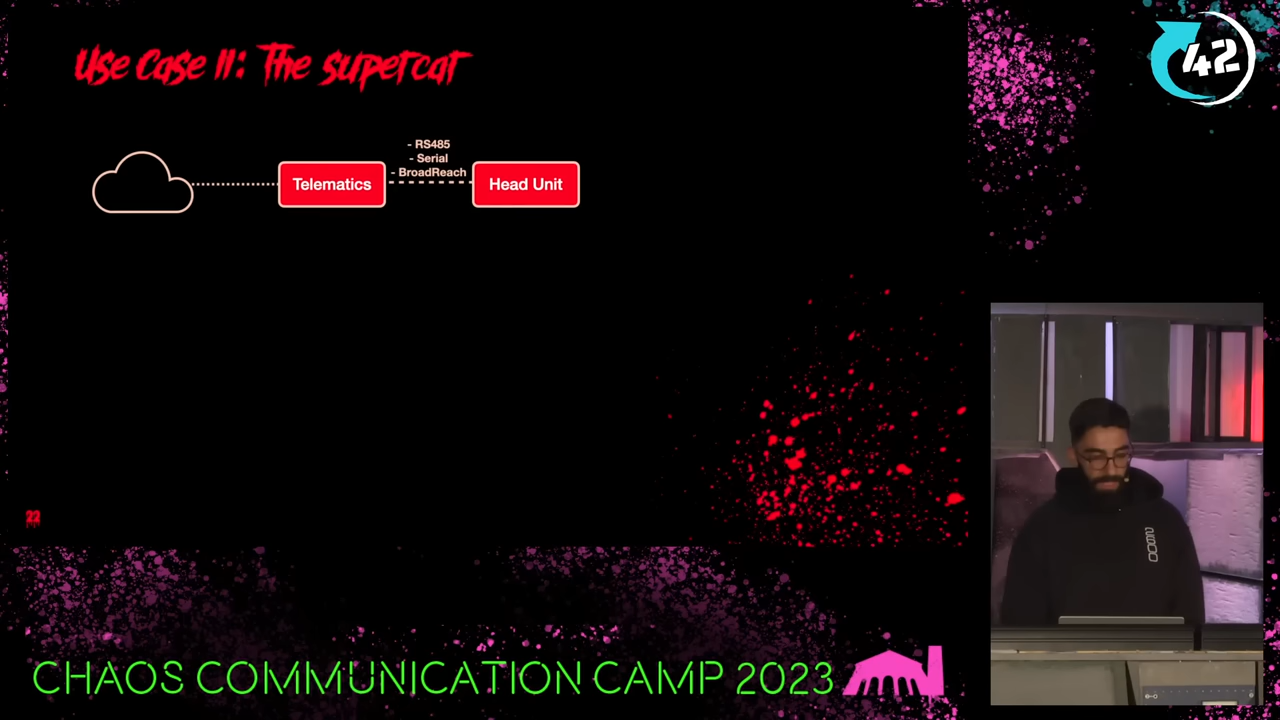 Use Case II: The supercar
42
- RS485
- Serial
- BroadReach
Telematics
Head Unit
22
CHAOS COMMUNICATION CAMP 2023